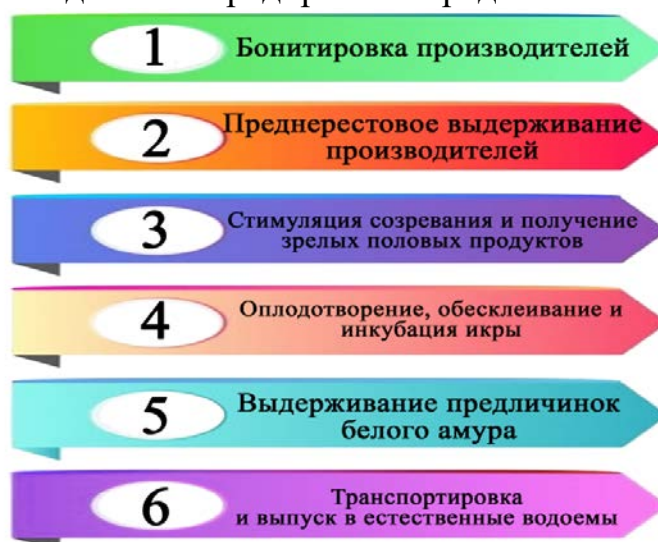 1
Бонитировка производителей
2
Преднерестовое выдерживание
производителей
3
Стимуляция созревания и получение
зрелых половых продуктов
4
Оплодотворение, обесклеивание и
инкубация икры
5
Выдерживание предличинок
белого амура
6
Транспортировка
и выпуск в естественные водоемы